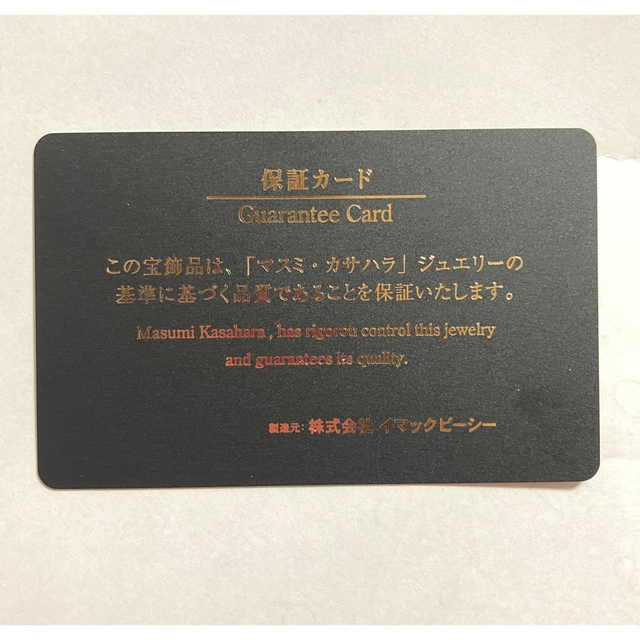 保証カード
Guarantee Card
この宝飾品は、「マスミ・カサハラ」ジュエリーの
基準に基づく品質であることを保証いたします。
Masumi Kasahara , has rigorou control this jewelry
and guarantees its quality.
製造元: 株式会社 イマックピーシー